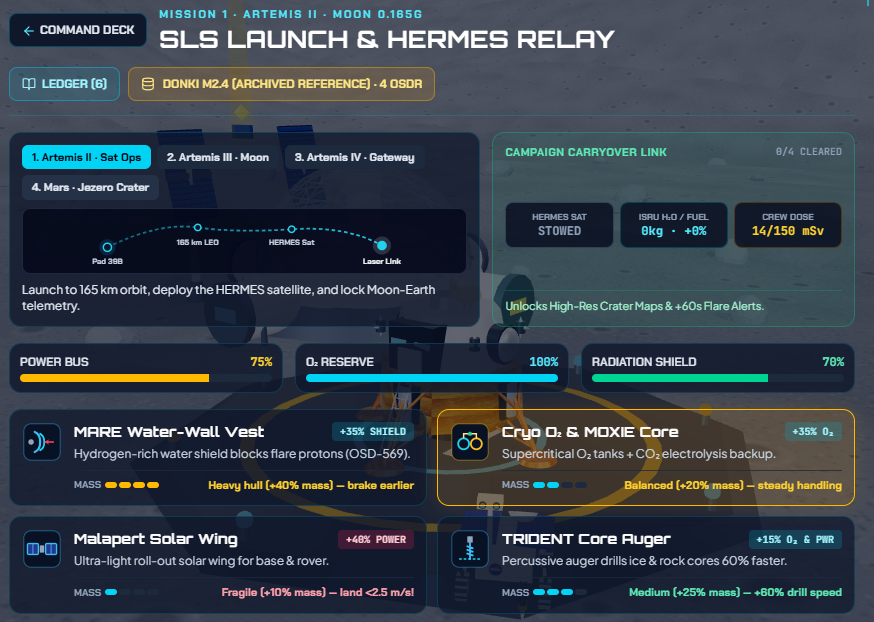 MISSION 1 · ARTEMIS II · MOON 0.165G
← COMMAND DECK
SLS LAUNCH & HERMES RELAY
LEDGER (6)
DONKI M2.4 (ARCHIVED REFERENCE) · 4 OSDR
1. Artemis II · Sat Ops
2. Artemis III · Moon
3. Artemis IV · Gateway
4. Mars · Jezero Crater
Pad 39B
165 km LEO
HERMES Sat
Laser Link
Launch to 165 km orbit, deploy the HERMES satellite, and lock Moon-Earth
telemetry.
CAMPAIGN CARRYOVER LINK
0/4 CLEARED
HERMES SAT
STOWED
ISRU H₂O / FUEL
0kg · +0%
CREW DOSE
14/150 mSv
Unlocks High-Res Crater Maps & +60s Flare Alerts.
POWER BUS
75%
O₂ RESERVE
100%
RADIATION SHIELD
70%
MARE Water-Wall Vest
+35% SHIELD
Hydrogen-rich water shield blocks flare protons (OSD-569).
MASS
Heavy hull (+40% mass) — brake earlier
Cryo O₂ & MOXIE Core
+35% O₂
Supercritical O₂ tanks + CO₂ electrolysis backup.
MASS
Balanced (+20% mass) — steady handling
Malapert Solar Wing
+40% POWER
Ultra-light roll-out solar wing for base & rover.
MASS
Fragile (+10% mass) — land <2.5 m/s!
TRIDENT Core Auger
+15% O₂ & PWR
Percussive auger drills ice & rock cores 60% faster.
MASS
Medium (+25% mass) — +60% drill speed